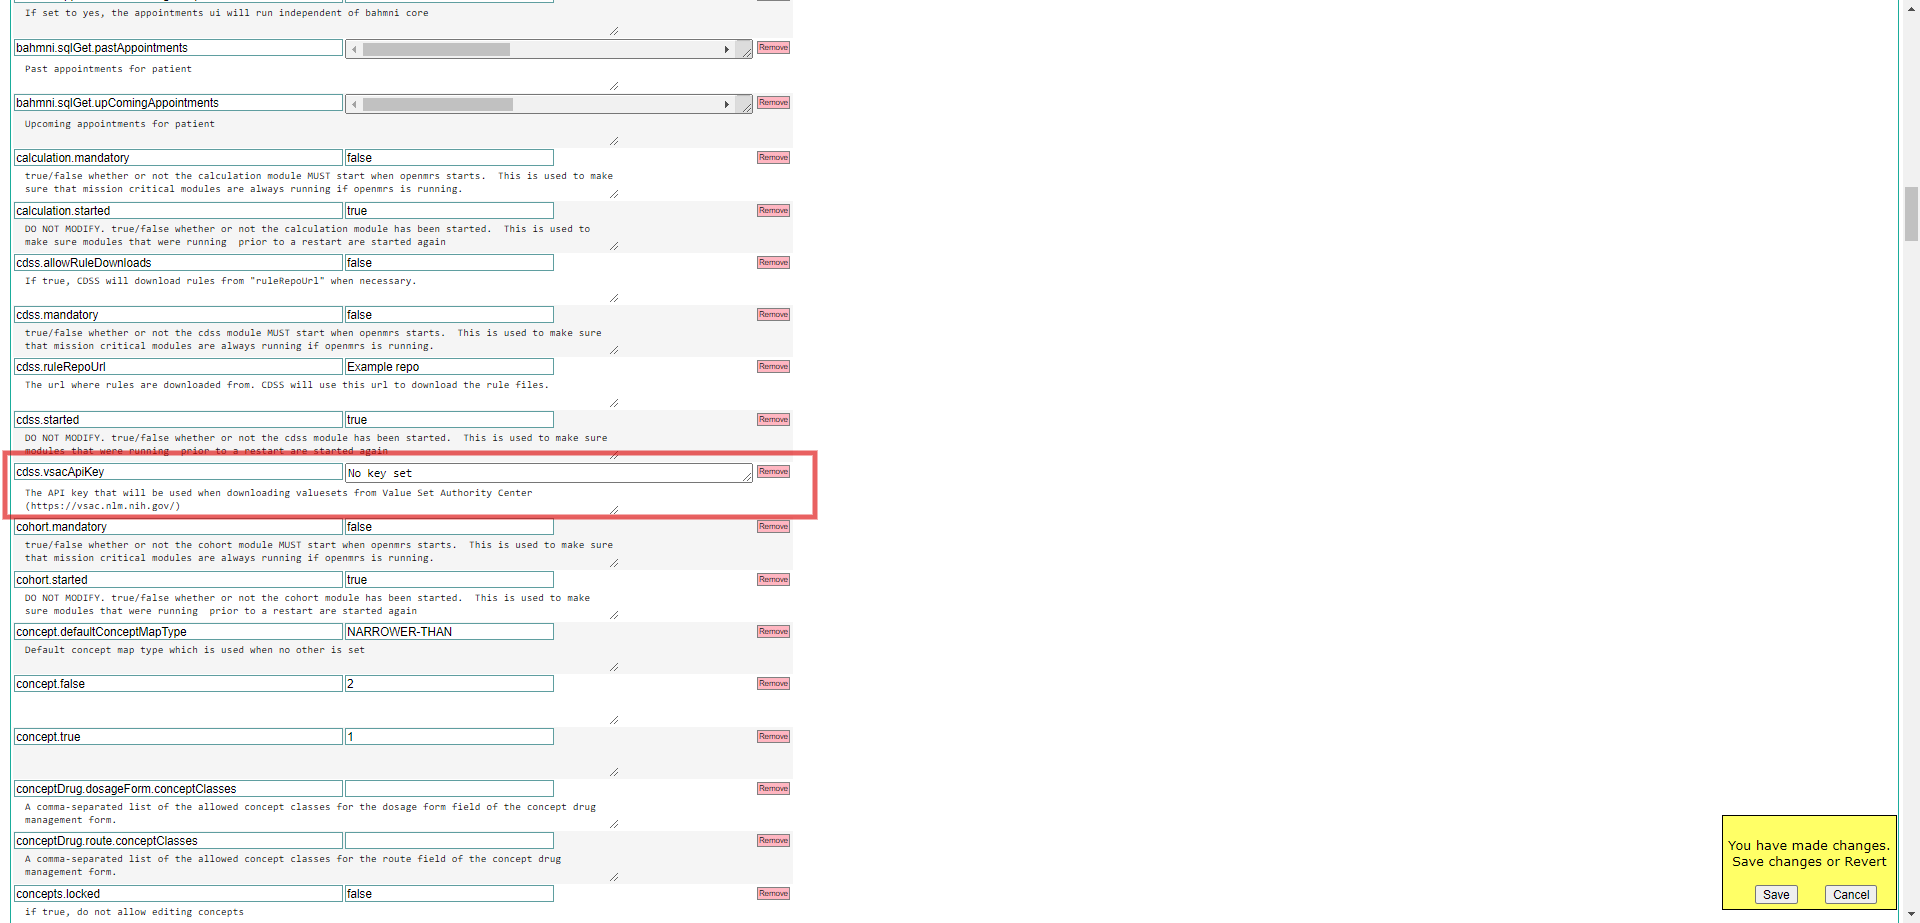 If set to yes, the appointments ui will run independent of bahmni core
bahmni.sqlGet.pastAppointments Remove
Past appointments for patient
bahmni.sqlGet.upComingAppointments Remove
Upcoming appointments for patient
calculation.mandatory false Remove
true/false whether or not the calculation module MUST start when openmrs starts.  This is used to make
sure that mission critical modules are always running if openmrs is running.
calculation.started true Remove
DO NOT MODIFY. true/false whether or not the calculation module has been started.  This is used to
make sure modules that were running  prior to a restart are started again
cdss.allowRuleDownloads false Remove
If true, CDSS will download rules from "ruleRepoUrl" when necessary.
cdss.mandatory false Remove
true/false whether or not the cdss module MUST start when openmrs starts.  This is used to make sure
that mission critical modules are always running if openmrs is running.
cdss.ruleRepoUrl Example repo Remove
The url where rules are downloaded from. CDSS will use this url to download the rule files.
cdss.started true Remove
DO NOT MODIFY. true/false whether or not the cdss module has been started.  This is used to make sure
modules that were running  prior to a restart are started again
cdss.vsacApiKey No key set Remove
The API key that will be used when downloading valuesets from Value Set Authority Center
(https://vsac.nlm.nih.gov/)
cohort.mandatory false Remove
true/false whether or not the cohort module MUST start when openmrs starts.  This is used to make sure
that mission critical modules are always running if openmrs is running.
cohort.started true Remove
DO NOT MODIFY. true/false whether or not the cohort module has been started.  This is used to make
sure modules that were running  prior to a restart are started again
concept.defaultConceptMapType NARROWER-THAN Remove
Default concept map type which is used when no other is set
concept.false 2 Remove
concept.true 1 Remove
conceptDrug.dosageForm.conceptClasses Remove
A comma-separated list of the allowed concept classes for the dosage form field of the concept drug
management form.
conceptDrug.route.conceptClasses Remove
A comma-separated list of the allowed concept classes for the route field of the concept drug
management form.
concepts.locked false Remove
if true, do not allow editing concepts
You have made changes.
Save changes or Revert
Save Cancel